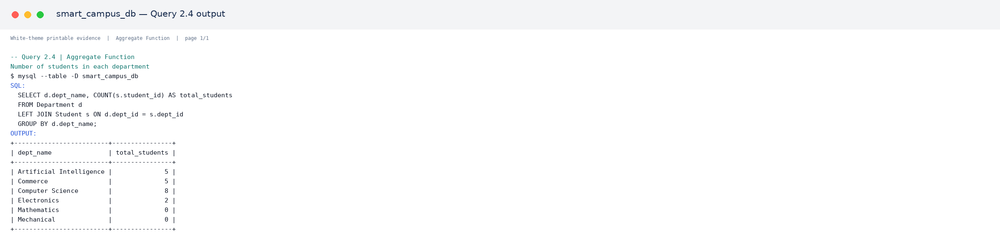 smart_campus_db — Query 2.4 output
White-theme printable evidence  |  Aggregate Function  |  page 1/1
-- Query 2.4 | Aggregate Function
Number of students in each department
$ mysql --table -D smart_campus_db
SQL:
  SELECT d.dept_name, COUNT(s.student_id) AS total_students
  FROM Department d
  LEFT JOIN Student s ON d.dept_id = s.dept_id
  GROUP BY d.dept_name;
OUTPUT:
+-------------------------+----------------+
| dept_name               | total_students |
+-------------------------+----------------+
| Artificial Intelligence |              5 |
| Commerce                |              5 |
| Computer Science        |              8 |
| Electronics             |              2 |
| Mathematics             |              0 |
| Mechanical              |              0 |
+-------------------------+----------------+